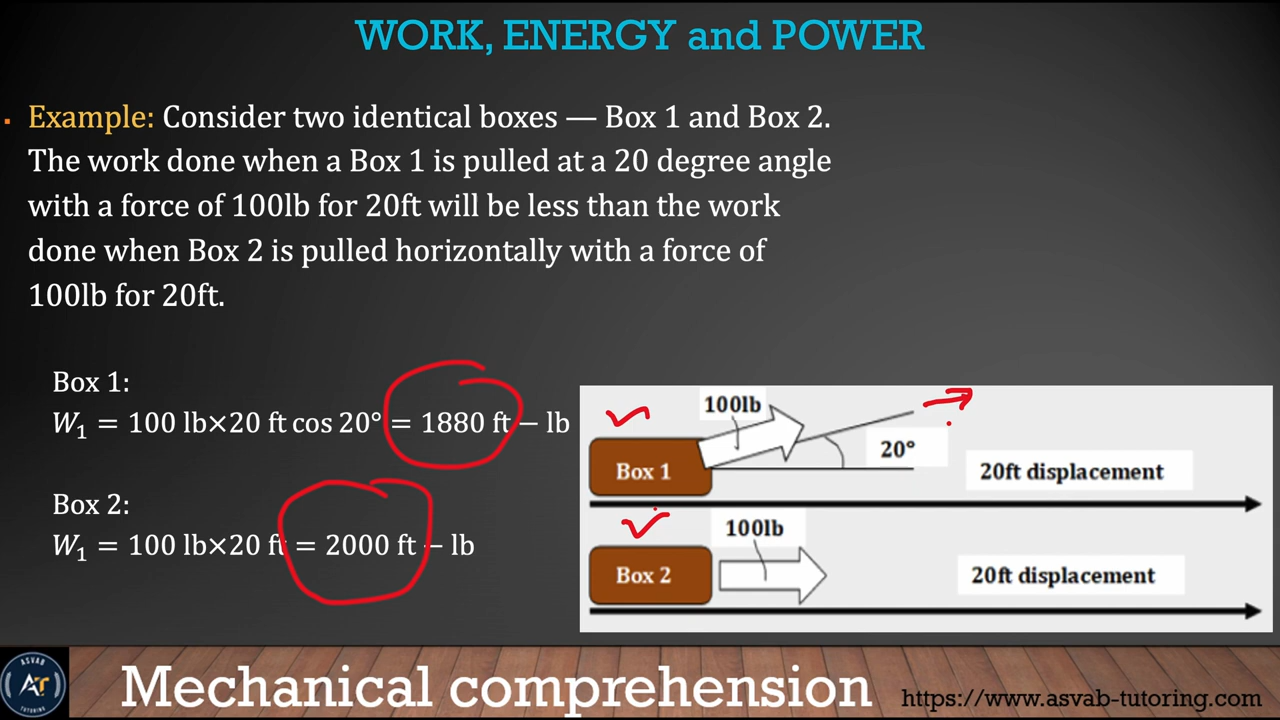 WORK, ENERGY and POWER
Example: Consider two identical boxes — Box 1 and Box 2.
The work done when a Box 1 is pulled at a 20 degree angle
with a force of 100lb for 20ft will be less than the work
done when Box 2 is pulled horizontally with a force of
100lb for 20ft.
Box 1:
W₁ = 100 lb×20 ft cos 20° = 1880 ft − lb
Box 2:
W₁ = 100 lb×20 ft = 2000 ft − lb
100lb
20°
Box 1
20ft displacement
100lb
Box 2
20ft displacement
ASVAB
AT
TUTORING
Mechanical comprehension
https://www.asvab-tutoring.com